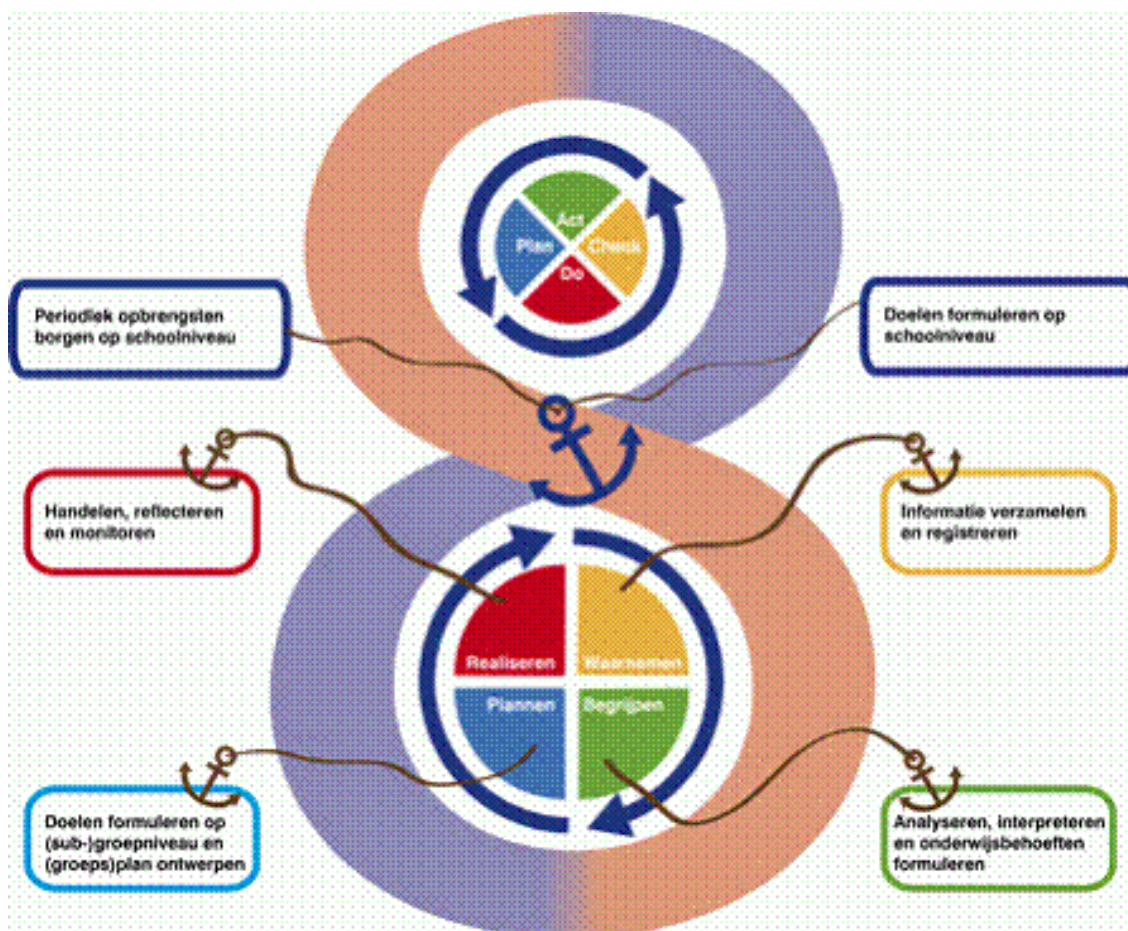 Act
Plan
Check
Do
Periodiek opbrengsten
borgen op schoolniveau
Doelen formuleren op
schoolniveau
Handelen, reflecteren
en monitoren
Informatie verzamelen
en registreren
Realiseren
Waarnemen
Plannen
Begrijpen
Doelen formuleren op
(sub-)groepniveau en
(groeps)plan ontwerpen
Analyseren, interpreteren
en onderwijsbehoeften
formuleren